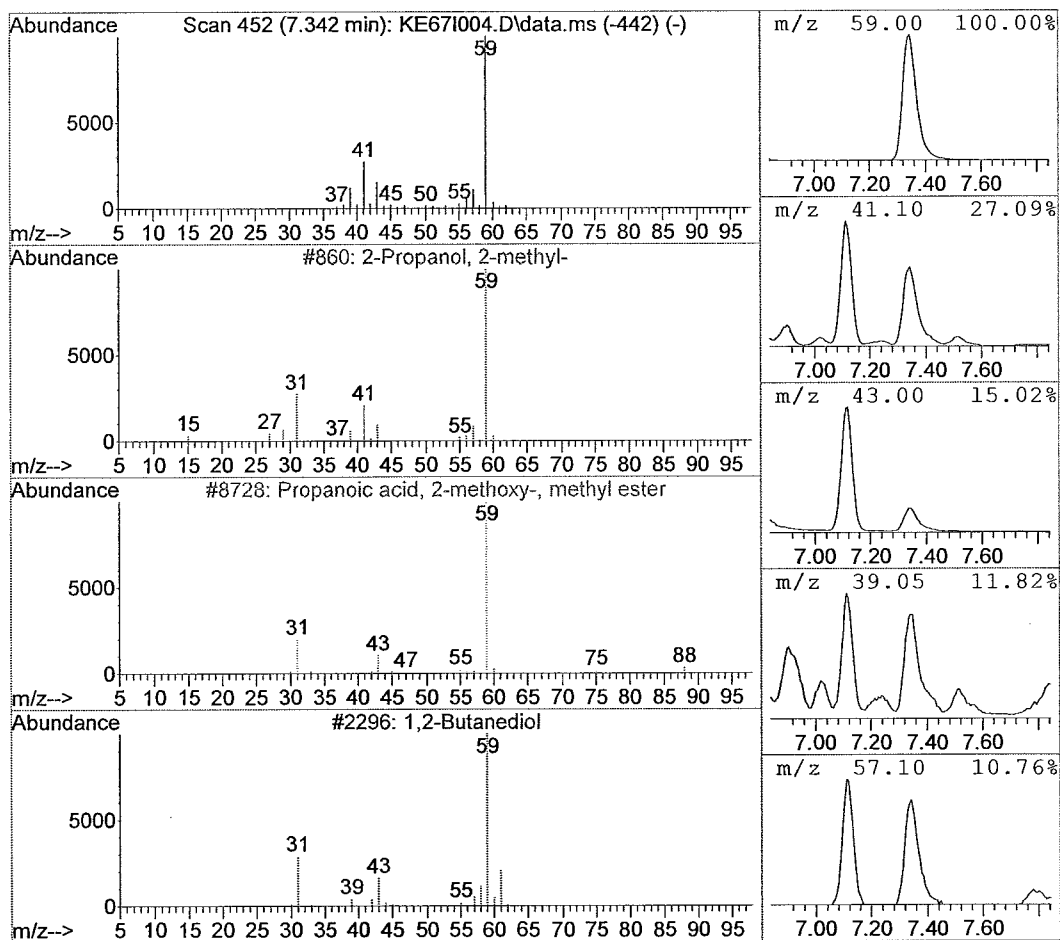 Abundance Scan 452 (7.342 min): KE67I004.D\data.ms (-442) (-)
59
5000
41
37 45 50 55
0
5 10 15 20 25 30 35 40 45 50 55 60 65 70 75 80 85 90 95
m/z-->
Abundance #860: 2-Propanol, 2-methyl-
59
5000
31
41
15 27 37 55
0
5 10 15 20 25 30 35 40 45 50 55 60 65 70 75 80 85 90 95
m/z-->
Abundance #8728: Propanoic acid, 2-methoxy-, methyl ester
59
5000
31
43
47 55 75 88
0
5 10 15 20 25 30 35 40 45 50 55 60 65 70 75 80 85 90 95
m/z-->
Abundance #2296: 1,2-Butanediol
59
5000
31
43
39 55
0
5 10 15 20 25 30 35 40 45 50 55 60 65 70 75 80 85 90 95
m/z-->
m/z 59.00 100.00%
7.00 7.20 7.40 7.60
m/z 41.10 27.09%
7.00 7.20 7.40 7.60
m/z 43.00 15.02%
7.00 7.20 7.40 7.60
m/z 39.05 11.82%
7.00 7.20 7.40 7.60
m/z 57.10 10.76%
7.00 7.20 7.40 7.60